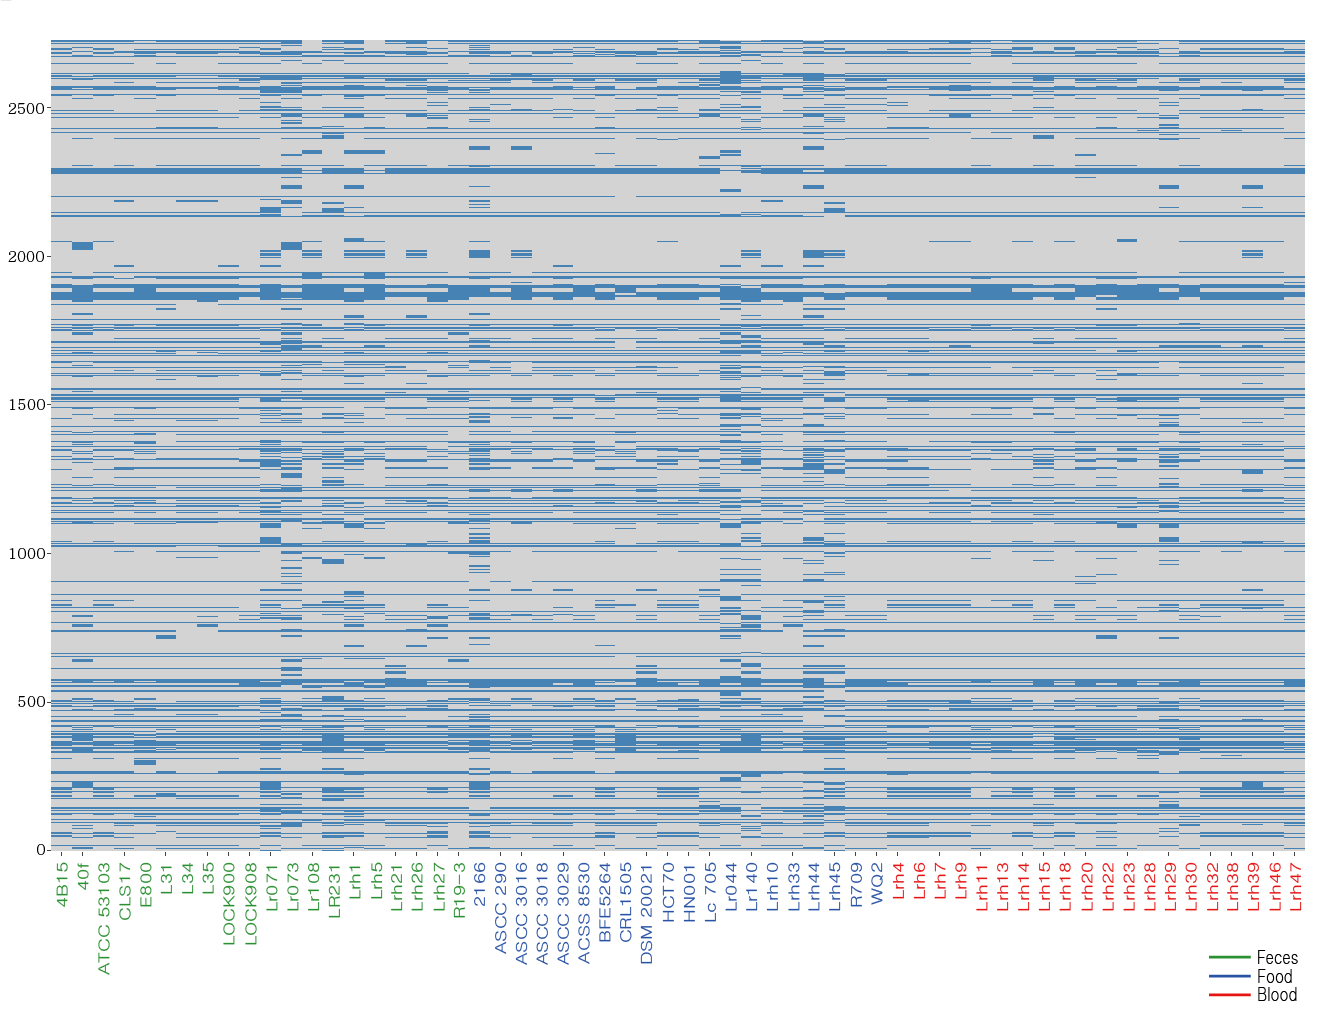 2500
2000
1500
1000
500
0
4B15
40f
ATCC 53103
CLS17
E800
L31
L34
L35
LOCK900
LOCK908
Lr071
Lr073
Lr108
LR231
Lrh1
Lrh5
Lrh21
Lrh26
Lrh27
R19-3
2166
ASCC 290
ASCC 3016
ASCC 3018
ASCC 3029
ACSS 8530
BFE5264
CRL1505
DSM 20021
HCT70
HN001
Lc 705
Lr044
Lr140
Lrh10
Lrh33
Lrh44
Lrh45
R709
WQ2
Lrh4
Lrh6
Lrh7
Lrh9
Lrh11
Lrh13
Lrh14
Lrh15
Lrh18
Lrh20
Lrh22
Lrh23
Lrh28
Lrh29
Lrh30
Lrh32
Lrh38
Lrh39
Lrh46
Lrh47
Feces
Food
Blood